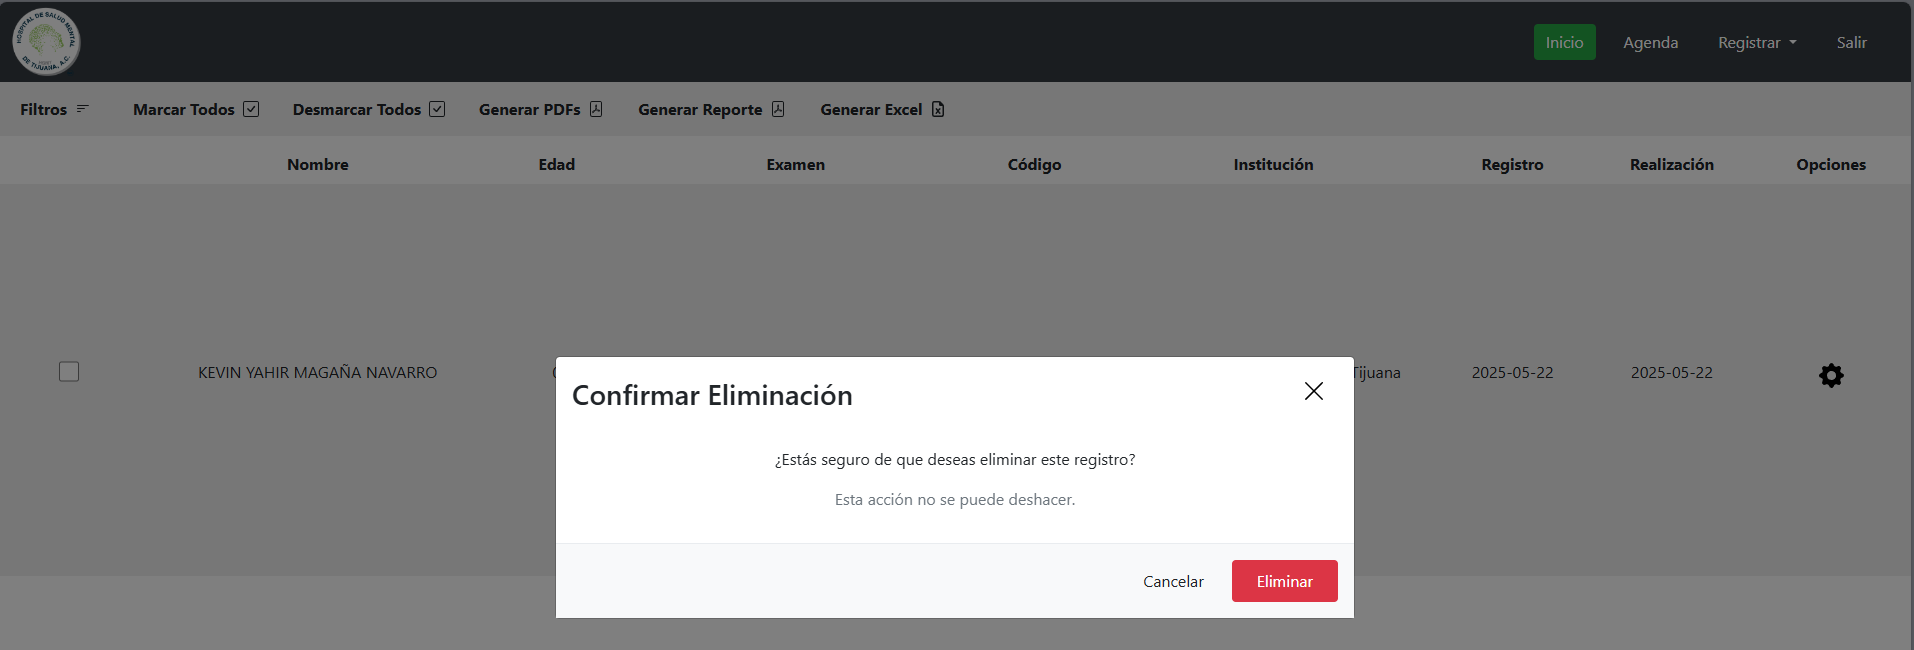 HOSPITAL DE SALUD MENTAL
DE TIJUANA, A.C.
Inicio Agenda Registrar Salir
Filtros Marcar Todos Desmarcar Todos Generar PDFs Generar Reporte Generar Excel
Nombre Edad Examen Código Institución Registro Realización Opciones
KEVIN YAHIR MAGAÑA NAVARRO Tijuana 2025-05-22 2025-05-22
Confirmar Eliminación
¿Estás seguro de que deseas eliminar este registro?
Esta acción no se puede deshacer.
Cancelar Eliminar